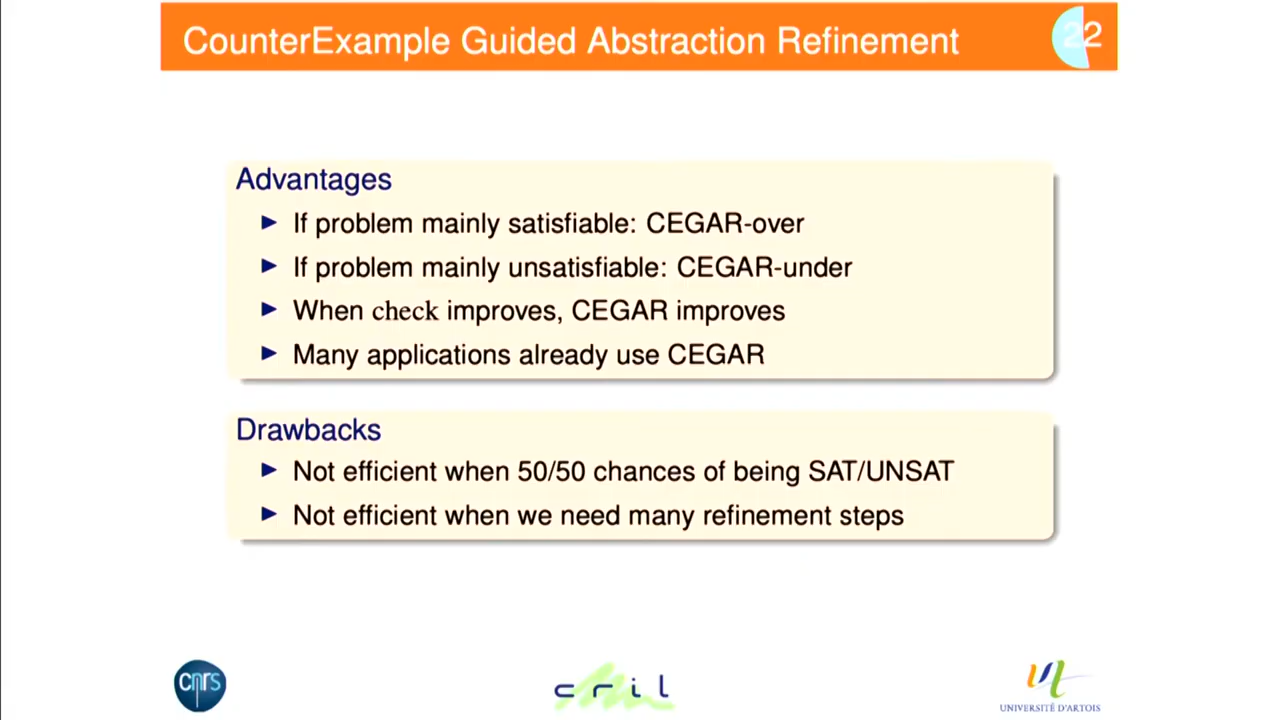 CounterExample Guided Abstraction Refinement
22
Advantages
If problem mainly satisfiable: CEGAR-over
If problem mainly unsatisfiable: CEGAR-under
When check improves, CEGAR improves
Many applications already use CEGAR
Drawbacks
Not efficient when 50/50 chances of being SAT/UNSAT
Not efficient when we need many refinement steps
cnrs
cril
UNIVERSITÉ D'ARTOIS